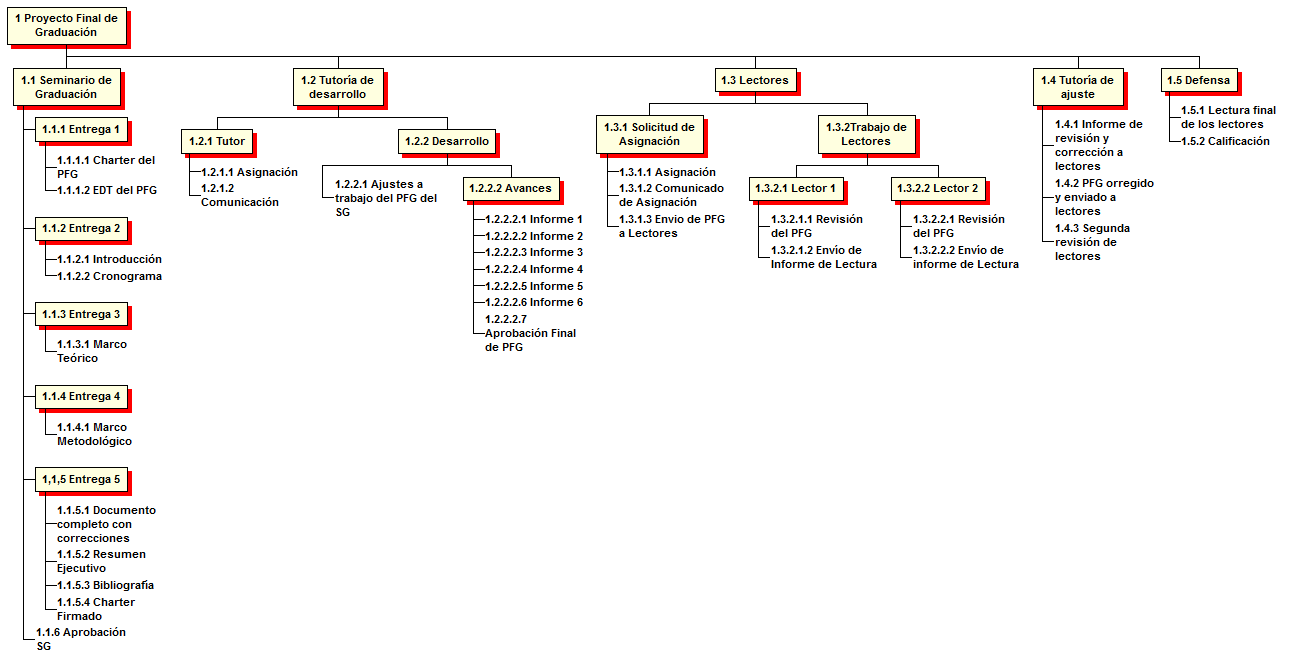 1 Proyecto Final de
Graduación
1.1 Seminario de
Graduación
1.1.1 Entrega 1
1.1.1.1 Charter del
PFG
1.1.1.2 EDT del PFG
1.1.2 Entrega 2
1.1.2.1 Introducción
1.1.2.2 Cronograma
1.1.3 Entrega 3
1.1.3.1 Marco
Teórico
1.1.4 Entrega 4
1.1.4.1 Marco
Metodológico
1,1,5 Entrega 5
1.1.5.1 Documento
completo con
correcciones
1.1.5.2 Resumen
Ejecutivo
1.1.5.3 Bibliografía
1.1.5.4 Charter
Firmado
1.1.6 Aprobación
SG
1.2 Tutoría de
desarrollo
1.2.1 Tutor
1.2.1.1 Asignación
1.2.1.2
Comunicación
1.2.2 Desarrollo
1.2.2.1 Ajustes a
trabajo del PFG del
SG
1.2.2.2 Avances
1.2.2.2.1 Informe 1
1.2.2.2.2 Informe 2
1.2.2.2.3 Informe 3
1.2.2.2.4 Informe 4
1.2.2.2.5 Informe 5
1.2.2.2.6 Informe 6
1.2.2.2.7
Aprobación Final
de PFG
1.3 Lectores
1.3.1 Solicitud de
Asignación
1.3.1.1 Asignación
1.3.1.2 Comunicado
de Asignación
1.3.1.3 Envio de PFG
a Lectores
1.3.2Trabajo de
Lectores
1.3.2.1 Lector 1
1.3.2.1.1 Revisión
del PFG
1.3.2.1.2 Envío de
Informe de Lectura
1.3.2.2 Lector 2
1.3.2.2.1 Revisión
del PFG
1.3.2.2.2 Envío de
informe de Lectura
1.4 Tutoría de
ajuste
1.4.1 Informe de
revisión y
corrección a
lectores
1.4.2 PFG orregido
y enviado a
lectores
1.4.3 Segunda
revisión de
lectores
1.5 Defensa
1.5.1 Lectura final
de los lectores
1.5.2 Calificación